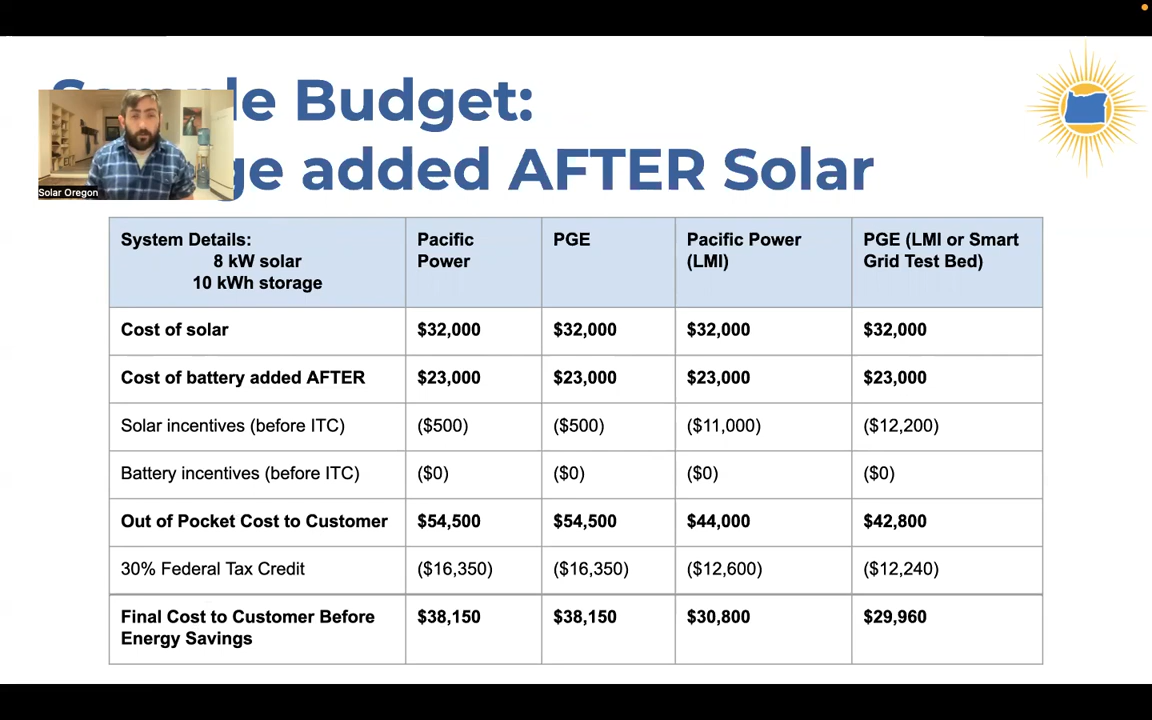 Budget:
added AFTER Solar
Solar Oregon
System Details: Pacific PGE Pacific Power PGE (LMI or Smart
8 kW solar Power (LMI) Grid Test Bed)
10 kWh storage
Cost of solar $32,000 $32,000 $32,000 $32,000
Cost of battery added AFTER $23,000 $23,000 $23,000 $23,000
Solar incentives (before ITC) ($500) ($500) ($11,000) ($12,200)
Battery incentives (before ITC) ($0) ($0) ($0) ($0)
Out of Pocket Cost to Customer $54,500 $54,500 $44,000 $42,800
30% Federal Tax Credit ($16,350) ($16,350) ($12,600) ($12,240)
Final Cost to Customer Before $38,150 $38,150 $30,800 $29,960
Energy Savings